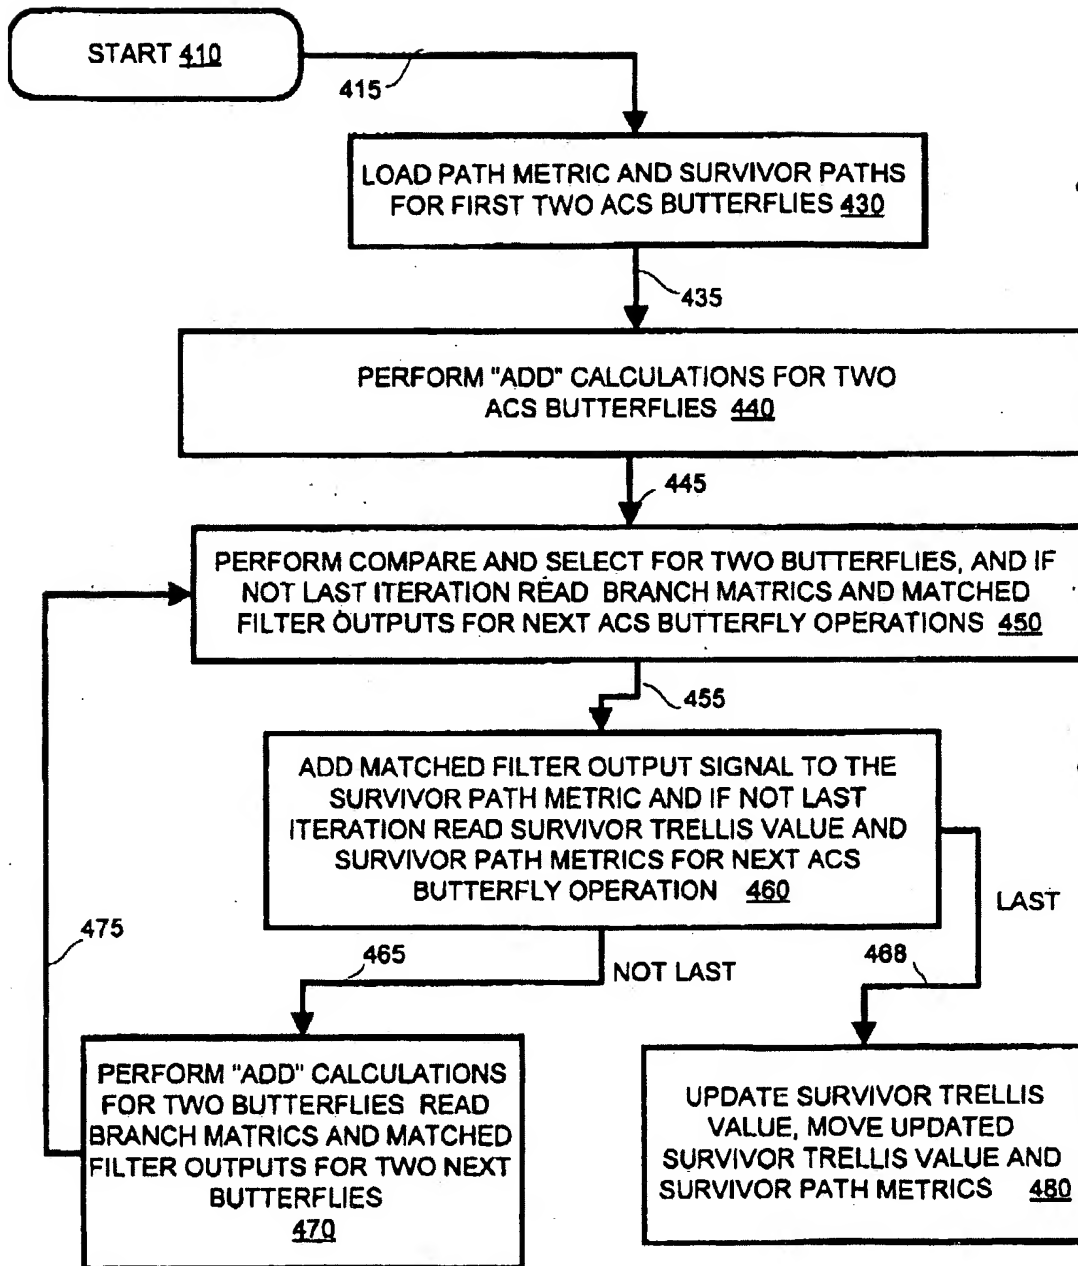 START 410
415
LOAD PATH METRIC AND SURVIVOR PATHS
FOR FIRST TWO ACS BUTTERFLIES 430
435
PERFORM "ADD" CALCULATIONS FOR TWO
ACS BUTTERFLIES 440
445
PERFORM COMPARE AND SELECT FOR TWO BUTTERFLIES, AND IF
NOT LAST ITERATION READ BRANCH MATRICS AND MATCHED
FILTER OUTPUTS FOR NEXT ACS BUTTERFLY OPERATIONS 450
455
ADD MATCHED FILTER OUTPUT SIGNAL TO THE
SURVIVOR PATH METRIC AND IF NOT LAST
ITERATION READ SURVIVOR TRELLIS VALUE AND
SURVIVOR PATH METRICS FOR NEXT ACS
BUTTERFLY OPERATION 460
LAST
475
465
NOT LAST
468
PERFORM "ADD" CALCULATIONS
FOR TWO BUTTERFLIES READ
BRANCH MATRICS AND MATCHED
FILTER OUTPUTS FOR TWO NEXT
BUTTERFLIES
470
UPDATE SURVIVOR TRELLIS
VALUE, MOVE UPDATED
SURVIVOR TRELLIS VALUE AND
SURVIVOR PATH METRICS 480